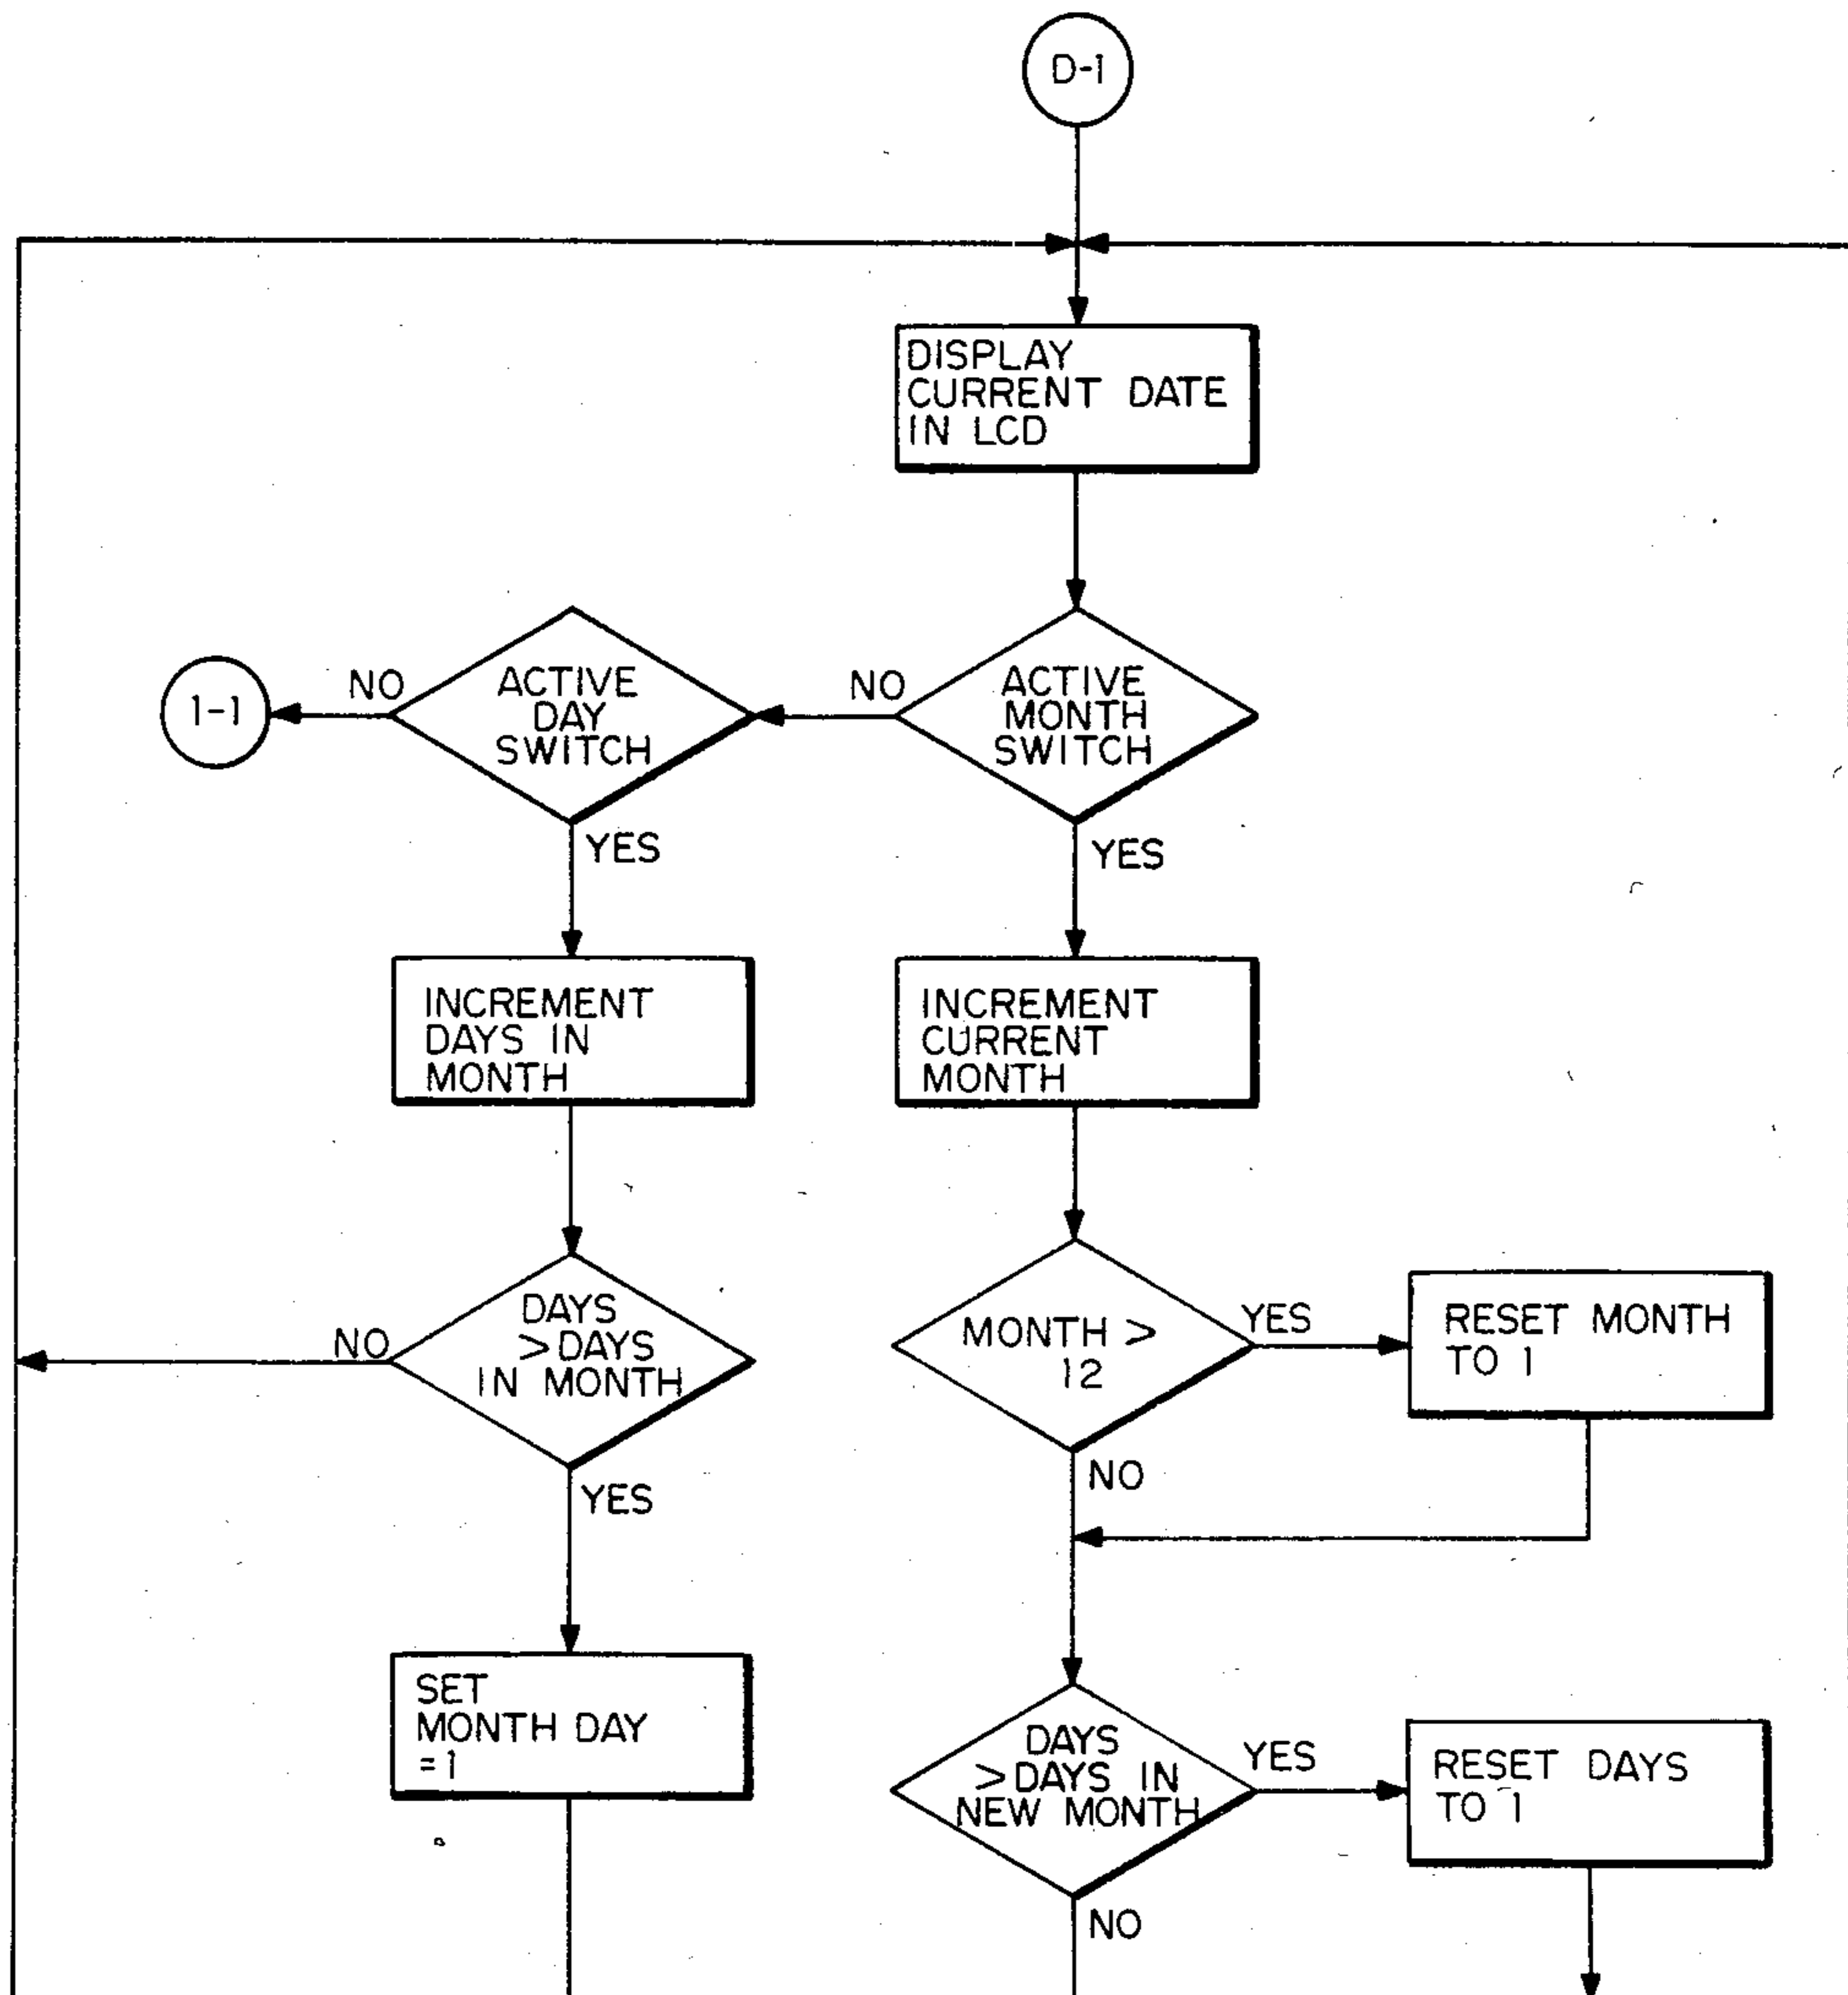 D-1
DISPLAY
CURRENT DATE
IN LCD
1-1
NO
ACTIVE
DAY
SWITCH
NO
ACTIVE
MONTH
SWITCH
YES
YES
INCREMENT
DAYS IN
MONTH
INCREMENT
CURRENT
MONTH
NO
DAYS
>DAYS
IN MONTH
YES
MONTH >
12
YES
RESET MONTH
TO 1
NO
SET
MONTH DAY
=1
DAYS
>DAYS IN
NEW MONTH
YES
RESET DAYS
TO 1
NO